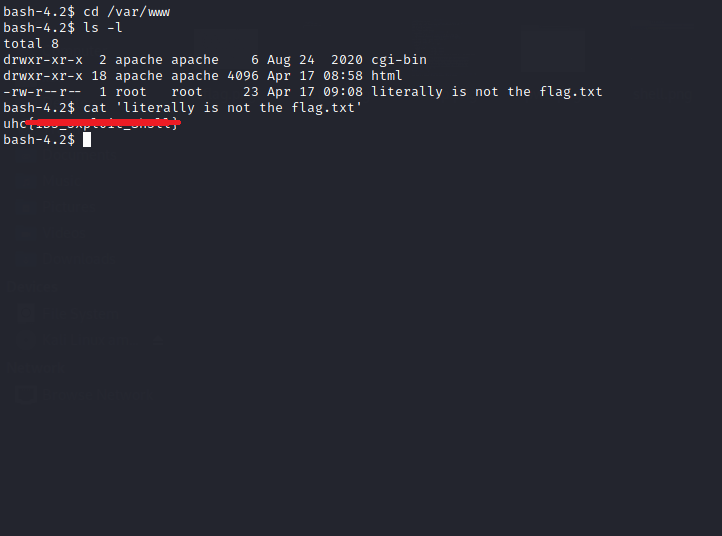 bash-4.2$ cd /var/www
bash-4.2$ ls -l
total 8
drwxr-xr-x  2 apache apache    6 Aug 24  2020 cgi-bin
drwxr-xr-x 18 apache apache 4096 Apr 17 08:58 html
-rw-r--r--  1 root   root     23 Apr 17 09:08 literally is not the flag.txt
bash-4.2$ cat 'literally is not the flag.txt'
uhc{
bash-4.2$